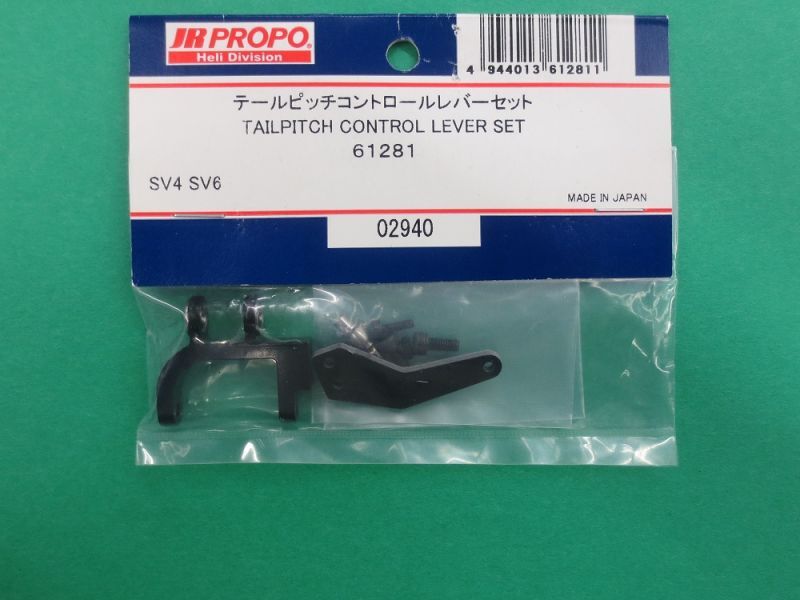 JR PROPO®
Heli Division
4 944013 612811
テールピッチコントロールレバーセット
TAILPITCH CONTROL LEVER SET
61281
SV4 SV6
MADE IN JAPAN
02940